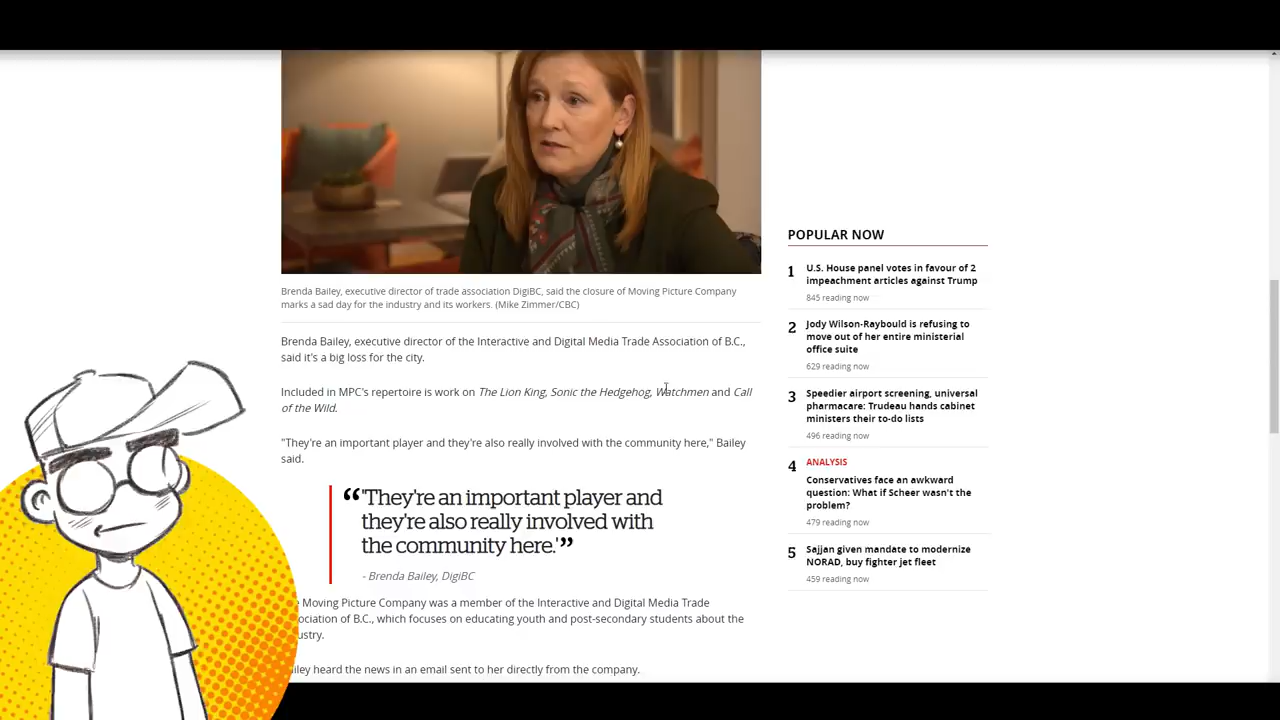 Brenda Bailey, executive director of trade association DigiBC, said the closure of Moving Picture Company
marks a sad day for the industry and its workers. (Mike Zimmer/CBC)
Brenda Bailey, executive director of the Interactive and Digital Media Trade Association of B.C.,
said it's a big loss for the city.
Included in MPC's repertoire is work on The Lion King, Sonic the Hedgehog, Watchmen and Call
of the Wild.
"They're an important player and they're also really involved with the community here," Bailey
said.
“'They're an important player and
they're also really involved with
the community here.'”
- Brenda Bailey, DigiBC
Moving Picture Company was a member of the Interactive and Digital Media Trade
of B.C., which focuses on educating youth and post-secondary students about the
heard the news in an email sent to her directly from the company.
POPULAR NOW
1 U.S. House panel votes in favour of 2
impeachment articles against Trump
845 reading now
2 Jody Wilson-Raybould is refusing to
move out of her entire ministerial
office suite
629 reading now
3 Speedier airport screening, universal
pharmacare: Trudeau hands cabinet
ministers their to-do lists
496 reading now
4 ANALYSIS
Conservatives face an awkward
question: What if Scheer wasn't the
problem?
479 reading now
5 Sajjan given mandate to modernize
NORAD, buy fighter jet fleet
459 reading now